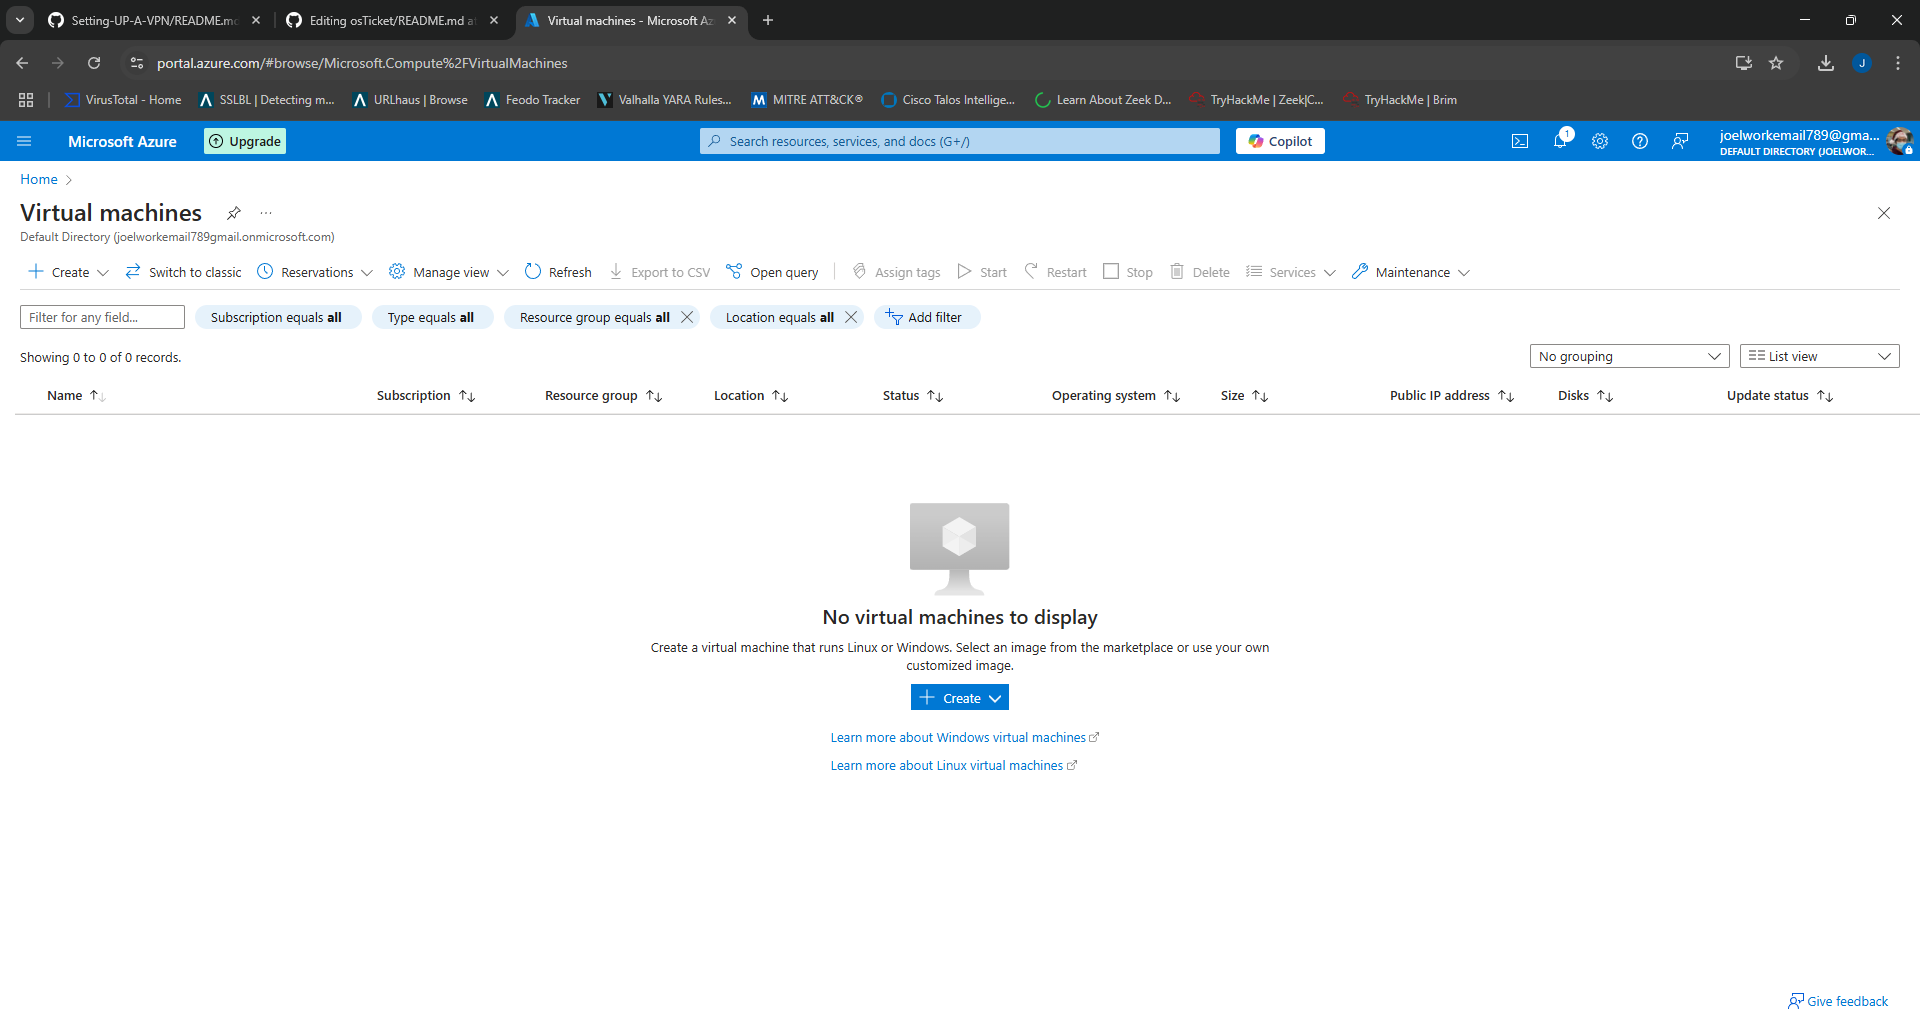 Setting-UP-A-VPN/README.md
Editing osTicket/README.md at
Virtual machines - Microsoft Az
portal.azure.com/#browse/Microsoft.Compute%2FVirtualMachines
J
VirusTotal - Home
SSLBL | Detecting m...
URLhaus | Browse
Feodo Tracker
Valhalla YARA Rules...
MITRE ATT&CK®
Cisco Talos Intellige...
Learn About Zeek D...
TryHackMe | Zeek|C...
TryHackMe | Brim
Microsoft Azure
Upgrade
Search resources, services, and docs (G+/)
Copilot
1
joelworkemail789@gma...
DEFAULT DIRECTORY (JOELWOR...
Home
Virtual machines
Default Directory (joelworkemail789gmail.onmicrosoft.com)
Create
Switch to classic
Reservations
Manage view
Refresh
Export to CSV
Open query
Assign tags
Start
Restart
Stop
Delete
Services
Maintenance
Filter for any field...
Subscription equals all
Type equals all
Resource group equals all
Location equals all
Add filter
Showing 0 to 0 of 0 records.
No grouping
List view
Name
Subscription
Resource group
Location
Status
Operating system
Size
Public IP address
Disks
Update status
No virtual machines to display
Create a virtual machine that runs Linux or Windows. Select an image from the marketplace or use your own
customized image.
Create
Learn more about Windows virtual machines
Learn more about Linux virtual machines
Give feedback